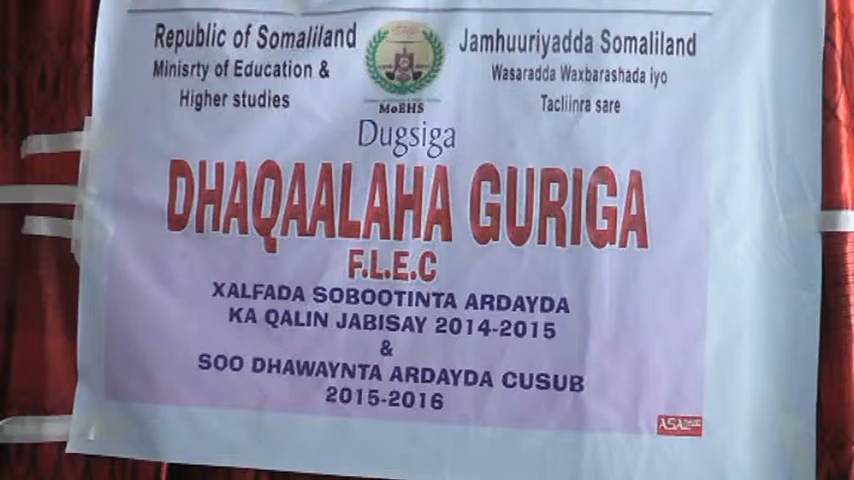 Republic of Somaliland
Minisrty of Education &
Higher studies
MoEHS
Jamhuuriyadda Somaliland
Wasaradda Waxbarashada iyo
Tacliinra sare
Dugsiga
DHAQAALAHA GURIGA
F.L.E.C
XALFADA SOBOOTINTA ARDAYDA
KA QALIN JABISAY 2014-2015
&
SOO DHAWAYNTA ARDAYDA CUSUB
2015-2016
ASAL